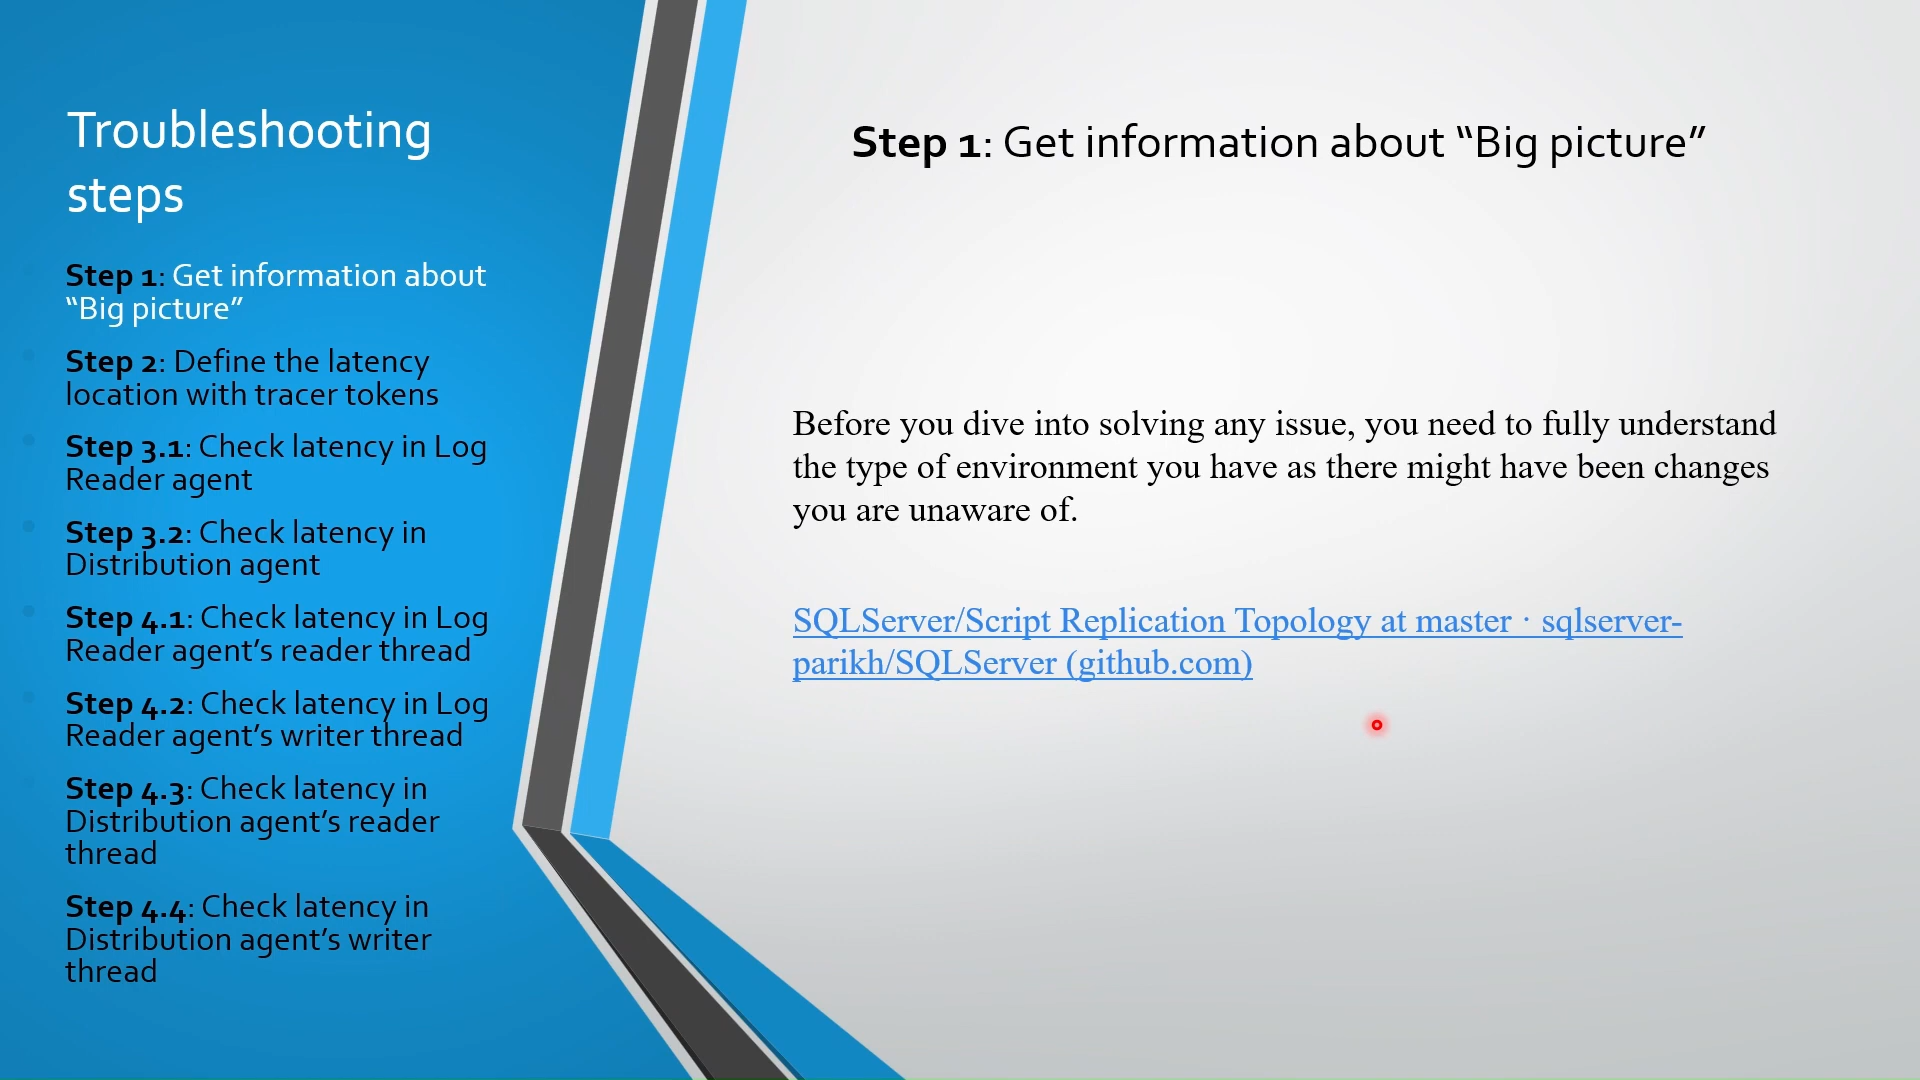 Troubleshooting
steps
Step 1: Get information about
“Big picture”
Step 2: Define the latency
location with tracer tokens
Step 3.1: Check latency in Log
Reader agent
Step 3.2: Check latency in
Distribution agent
Step 4.1: Check latency in Log
Reader agent’s reader thread
Step 4.2: Check latency in Log
Reader agent’s writer thread
Step 4.3: Check latency in
Distribution agent’s reader
thread
Step 4.4: Check latency in
Distribution agent’s writer
thread
Step 1: Get information about “Big picture”
Before you dive into solving any issue, you need to fully understand
the type of environment you have as there might have been changes
you are unaware of.
SQLServer/Script Replication Topology at master · sqlserver-
parikh/SQLServer (github.com)